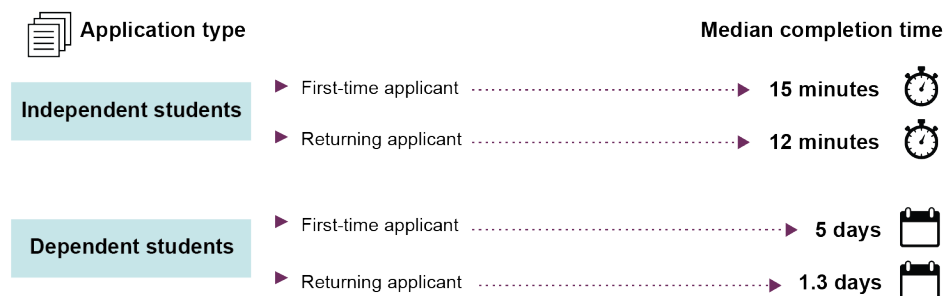 Application type
Median completion time
Independent students
First-time applicant
15 minutes
Returning applicant
12 minutes
Dependent students
First-time applicant
5 days
Returning applicant
1.3 days